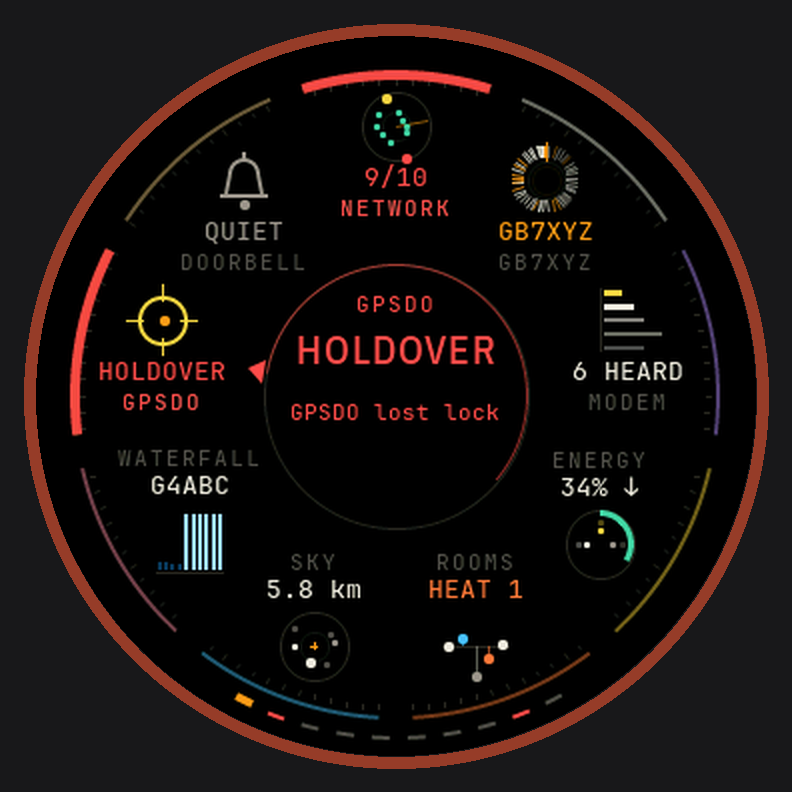 9/10
NETWORK
QUIET
DOORBELL
GB7XYZ
GB7XYZ
GPSDO
HOLDOVER
GPSDO lost lock
HOLDOVER
GPSDO
6 HEARD
MODEM
WATERFALL
G4ABC
ENERGY
34% ↓
SKY
5.8 km
ROOMS
HEAT 1